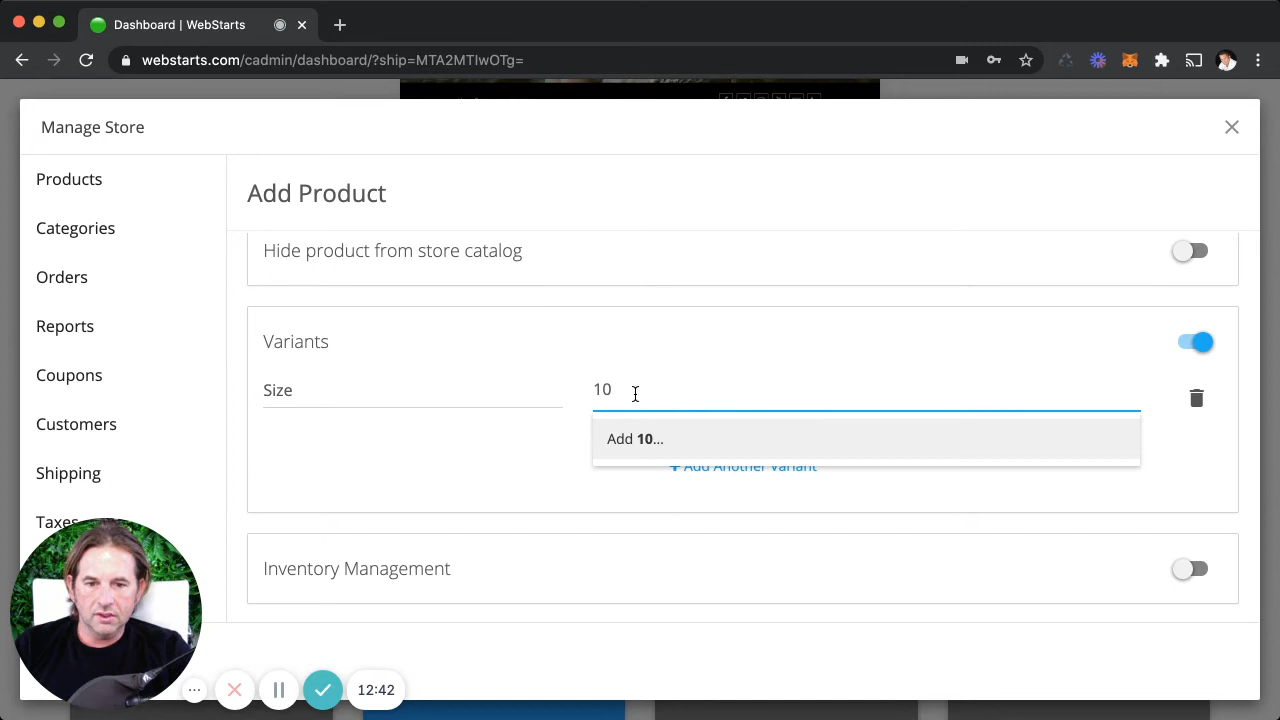 Dashboard | WebStarts
webstarts.com/cadmin/dashboard/?ship=MTA2MTIwOTg=
Manage Store
Products
Categories
Orders
Reports
Coupons
Customers
Shipping
Taxes
Add Product
Hide product from store catalog
Variants
Size
10
Add 10...
+ Add Another Variant
Inventory Management
12:42